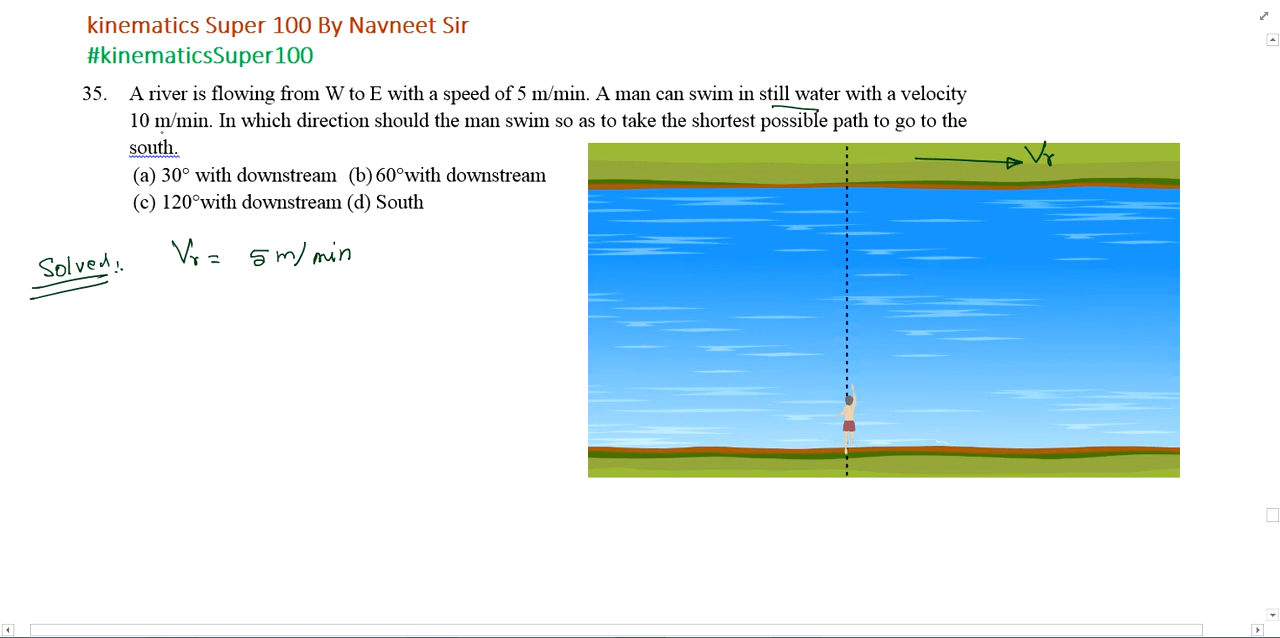 kinematics Super 100 By Navneet Sir
#kinematicsSuper100
35. A river is flowing from W to E with a speed of 5 m/min. A man can swim in still water with a velocity
10 m/min. In which direction should the man swim so as to take the shortest possible path to go to the
south.
(a) 30° with downstream (b) 60°with downstream
(c) 120°with downstream (d) South
Vr
Solved:.
Vr = 5 m/min